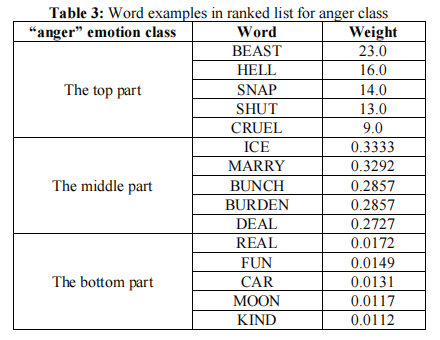 Table 3: Word examples in ranked list for anger class
“anger” emotion class Word Weight
The top part
BEAST 23.0
HELL 16.0
SNAP 14.0
SHUT 13.0
CRUEL 9.0
The middle part
ICE 0.3333
MARRY 0.3292
BUNCH 0.2857
BURDEN 0.2857
DEAL 0.2727
The bottom part
REAL 0.0172
FUN 0.0149
CAR 0.0131
MOON 0.0117
KIND 0.0112